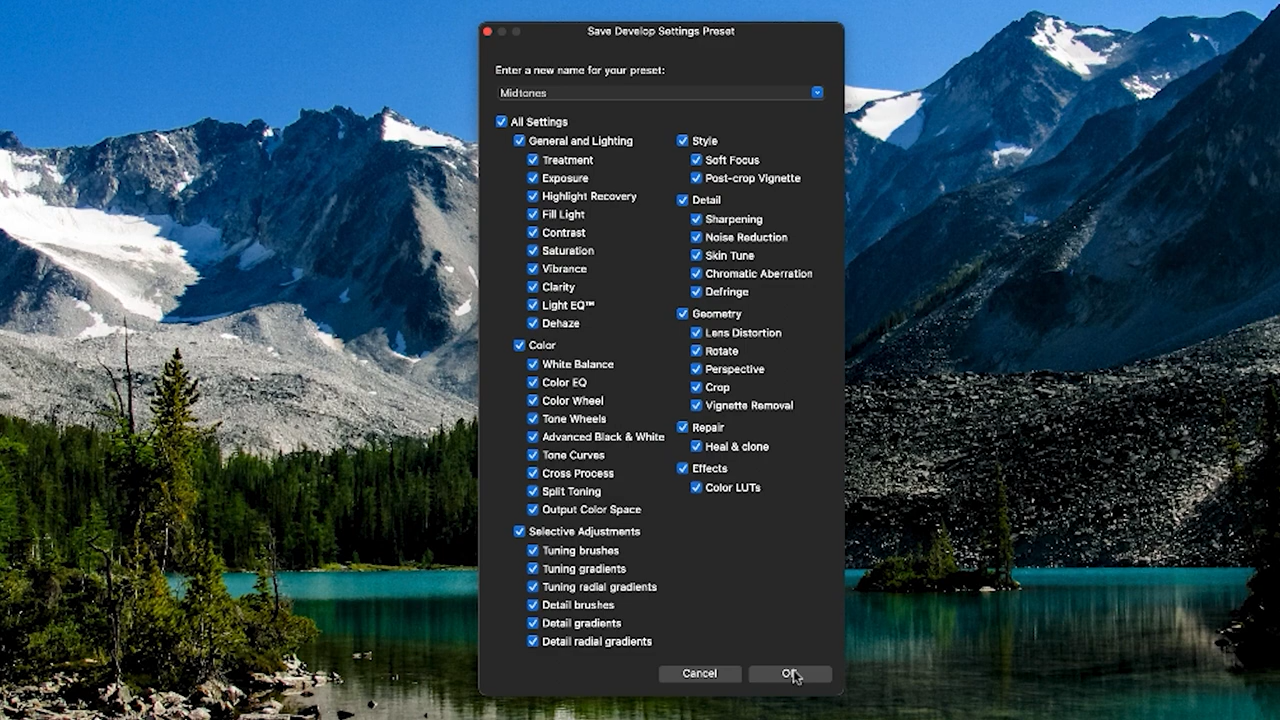 Save Develop Settings Preset
Enter a new name for your preset:
Midtones
All Settings
General and Lighting
Treatment
Exposure
Highlight Recovery
Fill Light
Contrast
Saturation
Vibrance
Clarity
Light EQ™
Dehaze
Color
White Balance
Color EQ
Color Wheel
Tone Wheels
Advanced Black & White
Tone Curves
Cross Process
Split Toning
Output Color Space
Selective Adjustments
Tuning brushes
Tuning gradients
Tuning radial gradients
Detail brushes
Detail gradients
Detail radial gradients
Style
Soft Focus
Post-crop Vignette
Detail
Sharpening
Noise Reduction
Skin Tune
Chromatic Aberration
Defringe
Geometry
Lens Distortion
Rotate
Perspective
Crop
Vignette Removal
Repair
Heal & clone
Effects
Color LUTs
Cancel
OK